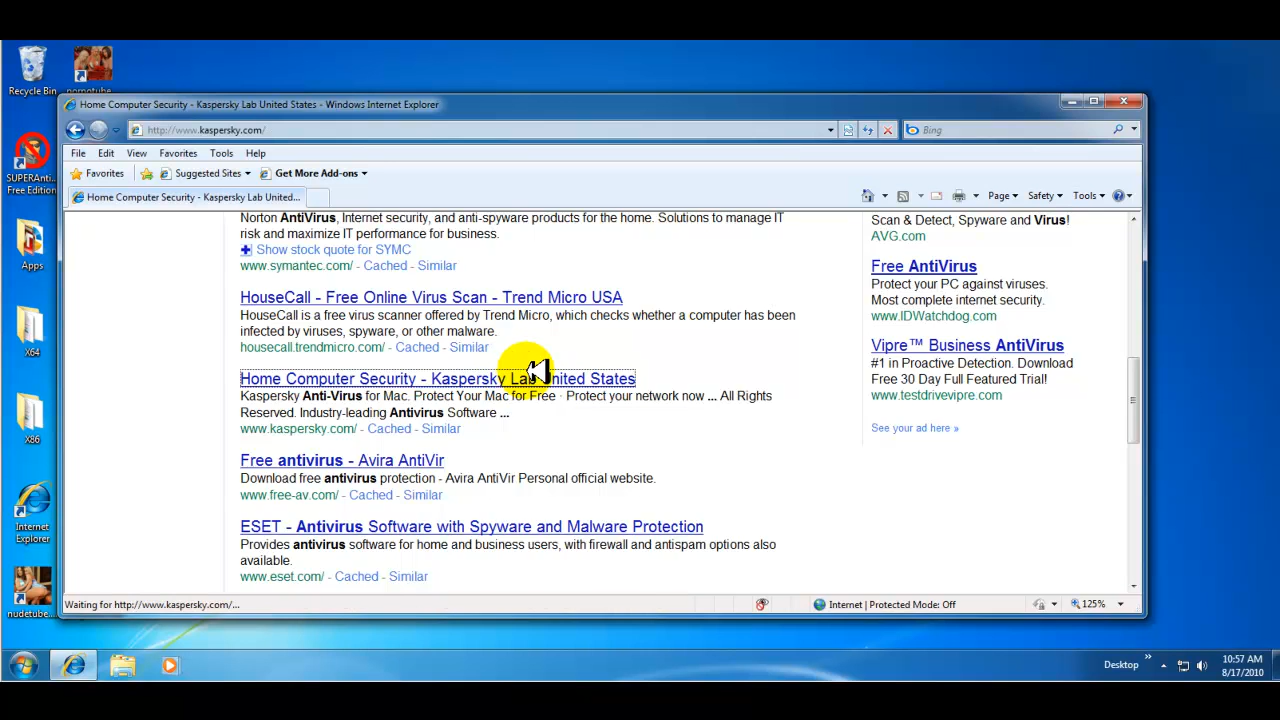 Recycle Bin
pornotube...
SUPERAnti...
Free Edition
Apps
X64
X86
Internet
Explorer
nudetube...
Home Computer Security - Kaspersky Lab United States - Windows Internet Explorer
http://www.kaspersky.com/
Bing
File Edit View Favorites Tools Help
Favorites Suggested Sites Get More Add-ons
Home Computer Security - Kaspersky Lab United...
Page Safety Tools
Norton AntiVirus, Internet security, and anti-spyware products for the home. Solutions to manage IT
risk and maximize IT performance for business.
Show stock quote for SYMC
www.symantec.com/ - Cached - Similar
HouseCall - Free Online Virus Scan - Trend Micro USA
HouseCall is a free virus scanner offered by Trend Micro, which checks whether a computer has been
infected by viruses, spyware, or other malware.
housecall.trendmicro.com/ - Cached - Similar
Home Computer Security - Kaspersky Lab United States
Kaspersky Anti-Virus for Mac. Protect Your Mac for Free · Protect your network now ... All Rights
Reserved. Industry-leading Antivirus Software ...
www.kaspersky.com/ - Cached - Similar
Free antivirus - Avira AntiVir
Download free antivirus protection - Avira AntiVir Personal official website.
www.free-av.com/ - Cached - Similar
ESET - Antivirus Software with Spyware and Malware Protection
Provides antivirus software for home and business users, with firewall and antispam options also
available.
www.eset.com/ - Cached - Similar
Scan & Detect, Spyware and Virus!
AVG.com
Free AntiVirus
Protect your PC against viruses.
Most complete internet security.
www.IDWatchdog.com
Vipre™ Business AntiVirus
#1 in Proactive Detection. Download
Free 30 Day Full Featured Trial!
www.testdrivevipre.com
See your ad here »
Waiting for http://www.kaspersky.com/...
Internet | Protected Mode: Off
125%
Desktop
10:57 AM
8/17/2010